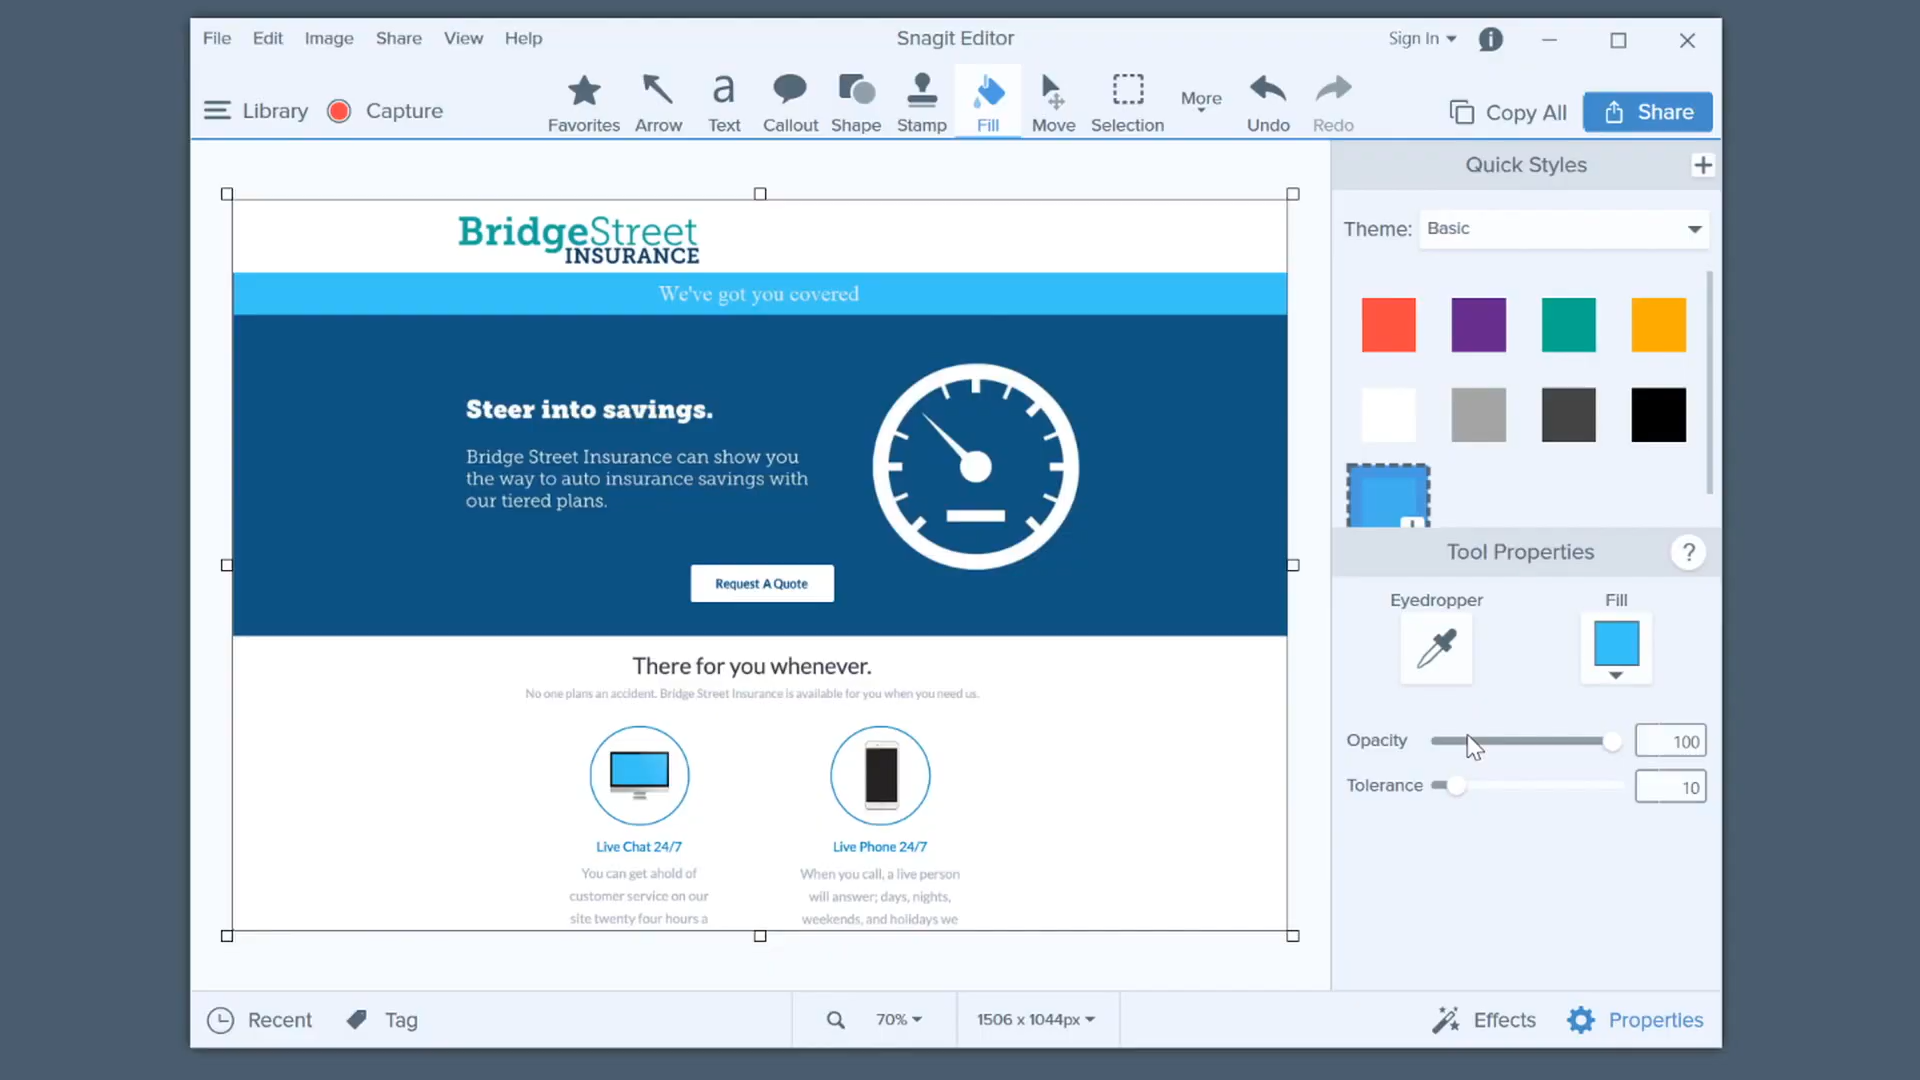 File Edit Image Share View Help
Snagit Editor
Sign In
Library Capture
Favorites Arrow Text Callout Shape Stamp Fill Move Selection More Undo Redo
Copy All Share
Quick Styles
Theme: Basic
BridgeStreet
INSURANCE
We've got you covered
Steer into savings.
Bridge Street Insurance can show you
the way to auto insurance savings with
our tiered plans.
Request A Quote
There for you whenever.
No one plans an accident. Bridge Street Insurance is available for you when you need us.
Live Chat 24/7
You can get ahold of
customer service on our
site twenty four hours a
Live Phone 24/7
When you call, a live person
will answer; days, nights,
weekends, and holidays we
Tool Properties ?
Eyedropper Fill
Opacity 100
Tolerance 10
Recent Tag
70% 1506 x 1044px
Effects Properties